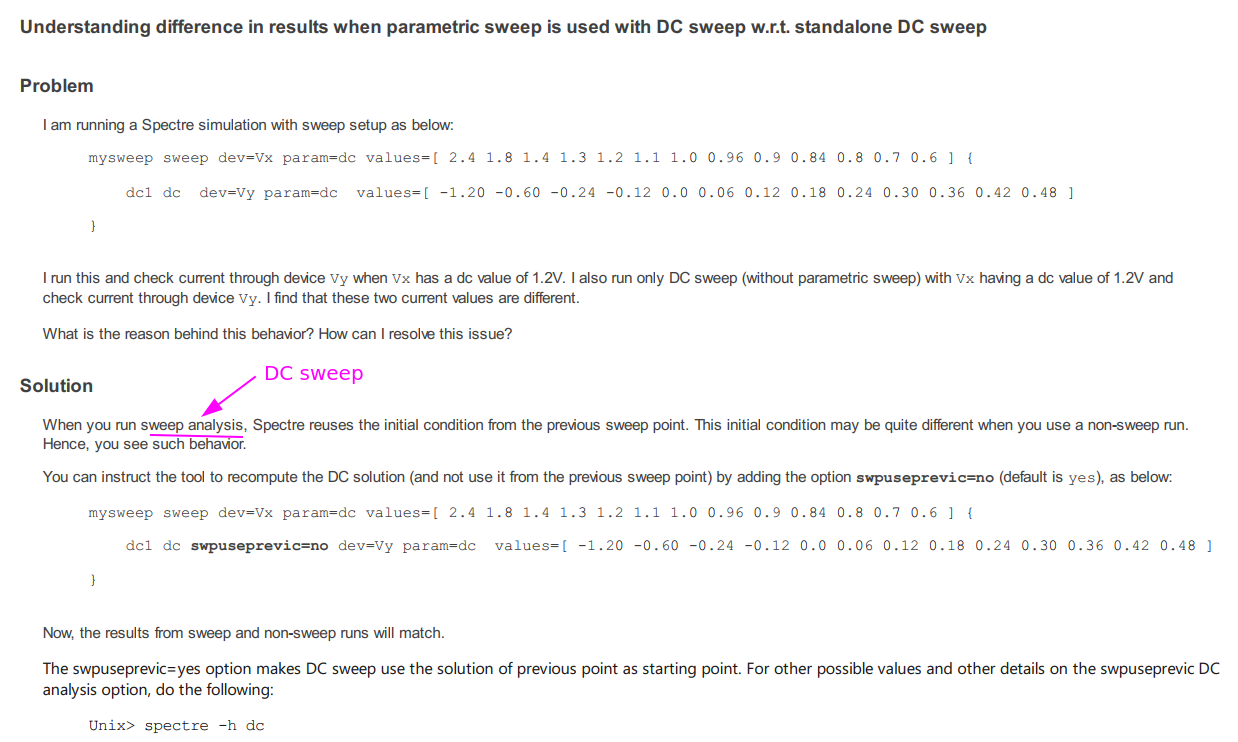 Understanding difference in results when parametric sweep is used with DC sweep w.r.t. standalone DC sweep
Problem
I am running a Spectre simulation with sweep setup as below:
mysweep sweep dev=Vx param=dc values=[ 2.4 1.8 1.4 1.3 1.2 1.1 1.0 0.96 0.9 0.84 0.8 0.7 0.6 ] {
dc1 dc dev=Vy param=dc values=[ -1.20 -0.60 -0.24 -0.12 0.0 0.06 0.12 0.18 0.24 0.30 0.36 0.42 0.48 ]
}
I run this and check current through device Vy when Vx has a dc value of 1.2V. I also run only DC sweep (without parametric sweep) with Vx having a dc value of 1.2V and
check current through device Vy. I find that these two current values are different.
What is the reason behind this behavior? How can I resolve this issue?
DC sweep
Solution
When you run sweep analysis, Spectre reuses the initial condition from the previous sweep point. This initial condition may be quite different when you use a non-sweep run.
Hence, you see such behavior.
You can instruct the tool to recompute the DC solution (and not use it from the previous sweep point) by adding the option swpuseprevic=no (default is yes), as below:
mysweep sweep dev=Vx param=dc values=[ 2.4 1.8 1.4 1.3 1.2 1.1 1.0 0.96 0.9 0.84 0.8 0.7 0.6 ] {
dc1 dc swpuseprevic=no dev=Vy param=dc values=[ -1.20 -0.60 -0.24 -0.12 0.0 0.06 0.12 0.18 0.24 0.30 0.36 0.42 0.48 ]
}
Now, the results from sweep and non-sweep runs will match.
The swpuseprevic=yes option makes DC sweep use the solution of previous point as starting point. For other possible values and other details on the swpuseprevic DC
analysis option, do the following:
Unix> spectre -h dc